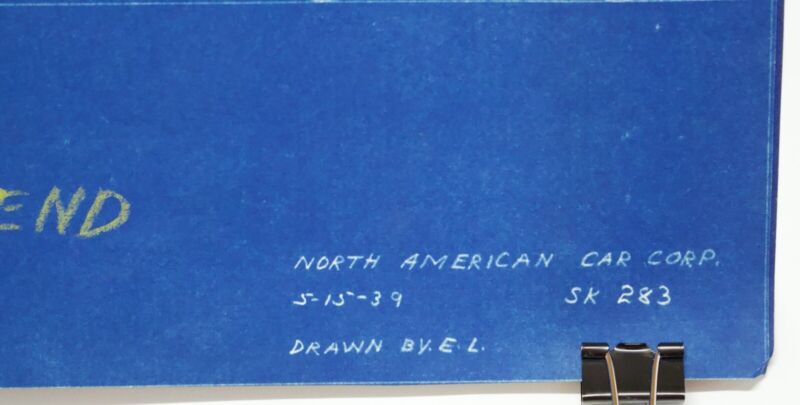 END
NORTH AMERICAN CAR CORP.
5-15-39 SK 283
DRAWN BY. E. L.